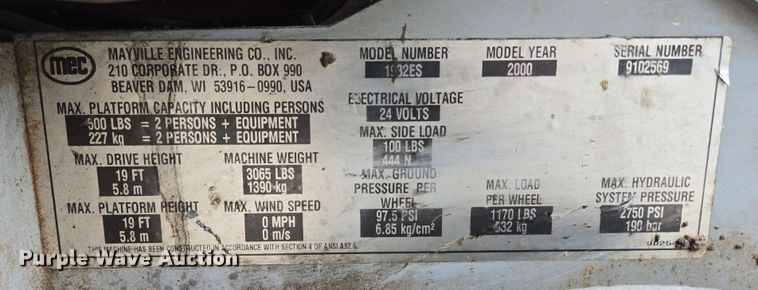 MEC
MAYVILLE ENGINEERING CO., INC.
210 CORPORATE DR., P.O. BOX 990
BEAVER DAM, WI 53916-0990, USA
MODEL NUMBER
1932ES
MODEL YEAR
2000
SERIAL NUMBER
9102569
MAX. PLATFORM CAPACITY INCLUDING PERSONS
500 LBS = 2 PERSONS + EQUIPMENT
227 kg = 2 PERSONS + EQUIPMENT
ELECTRICAL VOLTAGE
24 VOLTS
MAX. SIDE LOAD
100 LBS
444 N
MAX. DRIVE HEIGHT
19 FT
5.8 m
MACHINE WEIGHT
3065 LBS
1390 kg
MAX. GROUND
PRESSURE PER
WHEEL
97.5 PSI
6.85 kg/cm²
MAX. LOAD
PER WHEEL
1170 LBS
532 kg
MAX. HYDRAULIC
SYSTEM PRESSURE
2750 PSI
190 bar
MAX. PLATFORM HEIGHT
19 FT
5.8 m
MAX. WIND SPEED
0 MPH
0 m/s
THIS MACHINE HAS BEEN CONSTRUCTED IN ACCORDANCE WITH SECTION 4 OF ANSI A92.6.
Purple Wave Auction